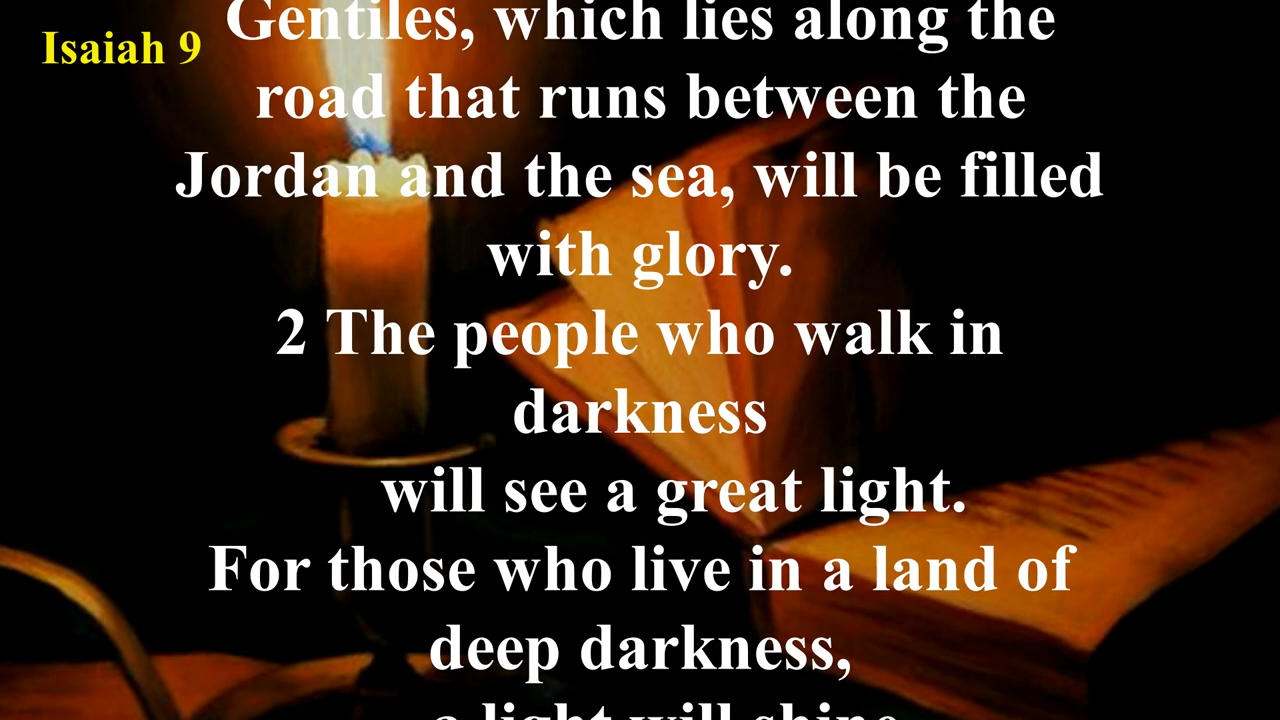 Isaiah 9
Gentiles, which lies along the
road that runs between the
Jordan and the sea, will be filled
with glory.
2 The people who walk in
darkness
will see a great light.
For those who live in a land of
deep darkness,
a light will shine